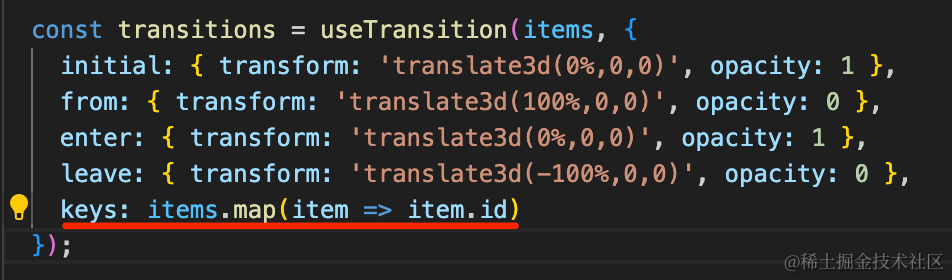 const transitions = useTransition(items, {
initial: { transform: 'translate3d(0%,0,0)', opacity: 1 },
from: { transform: 'translate3d(100%,0,0)', opacity: 0 },
enter: { transform: 'translate3d(0%,0,0)', opacity: 1 },
leave: { transform: 'translate3d(-100%,0,0)', opacity: 0 },
keys: items.map(item => item.id)
});
@稀土掘金技术社区